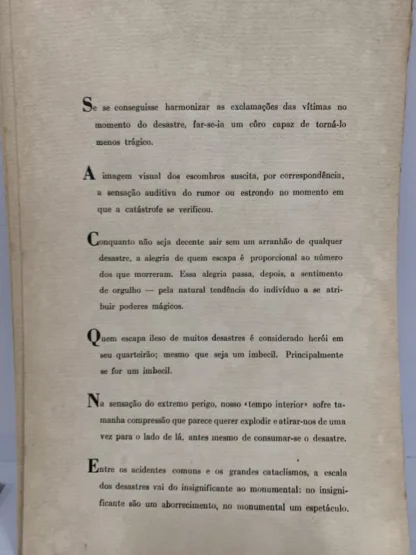 Se se conseguisse harmonizar as exclamações das vítimas no
momento do desastre, far-se-ia um côro capaz de torná-lo
menos trágico.
A imagem visual dos escombros suscita, por correspondência,
a sensação auditiva do rumor ou estrondo no momento em
que a catástrofe se verificou.
Conquanto não seja decente sair sem um arranhão de qualquer
desastre, a alegria de quem escapa é proporcional ao número
dos que morreram. Essa alegria passa, depois, a sentimento
de orgulho — pela natural tendência do indivíduo a se atri-
buir poderes mágicos.
Quem escapa ileso de muitos desastres é considerado herói em
seu quarteirão; mesmo que seja um imbecil. Principalmente
se for um imbecil.
Na sensação do extremo perigo, nosso «tempo interior» sofre ta-
manha compressão que parece querer explodir e atirar-nos de uma
vez para o lado de lá, antes mesmo de consumar-se o desastre.
Entre os acidentes comuns e os grandes cataclismos, a escala
dos desastres vai do insignificante ao monumental: no insigni-
ficante são um aborrecimento, no monumental um espetáculo.